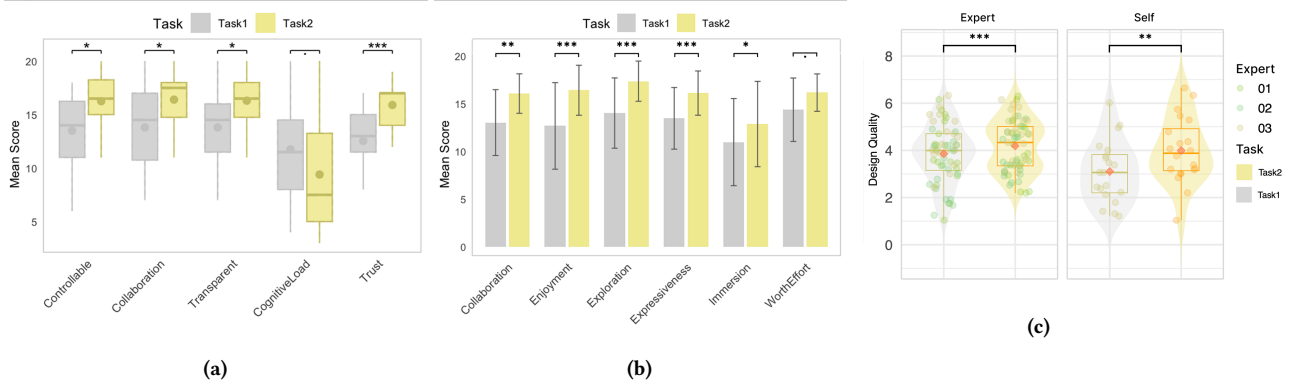 Task Task1 Task2
Mean Score
20
15
10
5
* * * . ***
Controllable
Collaboration
Transparent
CognitiveLoad
Trust
(a)
Task Task1 Task2
Mean Score
20
15
10
5
0
** *** *** *** * .
Collaboration
Enjoyment
Exploration
Expressiveness
Immersion
WorthEffort
(b)
Expert Self
Design Quality
8
6
4
2
0
*** **
Expert
01
02
03
Task
Task2
Task1
(c)